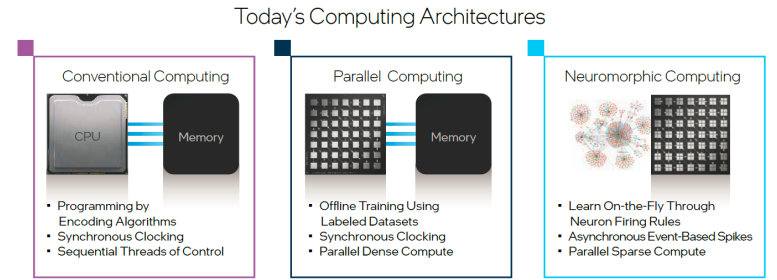 Today's Computing Architectures
Conventional Computing
CPU
Memory
▪ Programming by
Encoding Algorithms
▪ Synchronous Clocking
▪ Sequential Threads of Control
Parallel Computing
Memory
▪ Offline Training Using
Labeled Datasets
▪ Synchronous Clocking
▪ Parallel Dense Compute
Neuromorphic Computing
▪ Learn On-the-Fly Through
Neuron Firing Rules
▪ Asynchronous Event-Based Spikes
▪ Parallel Sparse Compute